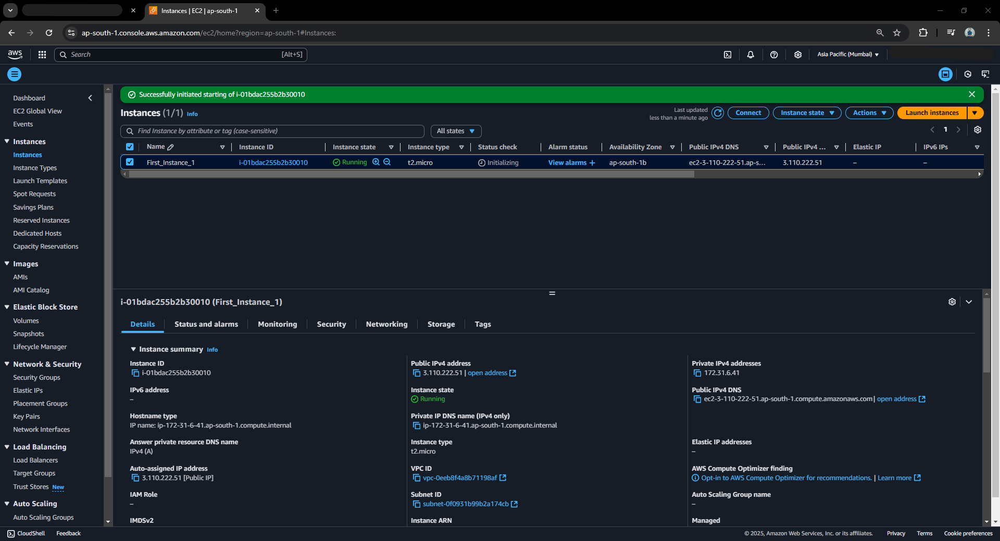 Instances | EC2 | ap-south-1
ap-south-1.console.aws.amazon.com/ec2/home?region=ap-south-1#Instances:
aws
Search [Alt+S]
Asia Pacific (Mumbai)
Dashboard
EC2 Global View
Events
Instances
Instances
Instance Types
Launch Templates
Spot Requests
Savings Plans
Reserved Instances
Dedicated Hosts
Capacity Reservations
Images
AMIs
AMI Catalog
Elastic Block Store
Volumes
Snapshots
Lifecycle Manager
Network & Security
Security Groups
Elastic IPs
Placement Groups
Key Pairs
Network Interfaces
Load Balancing
Load Balancers
Target Groups
Trust Stores New
Auto Scaling
Auto Scaling Groups
Successfully initiated starting of i-01bdac255b2b30010
Instances (1/1) Info
Last updated
less than a minute ago
Connect
Instance state
Actions
Launch instances
Find Instance by attribute or tag (case-sensitive)
All states
1
Name Instance ID Instance state Instance type Status check Alarm status Availability Zone Public IPv4 DNS Public IPv4 ... Elastic IP IPv6 IPs
First_Instance_1 i-01bdac255b2b30010 Running t2.micro Initializing View alarms + ap-south-1b ec2-3-110-222-51.ap-s... 3.110.222.51 – –
i-01bdac255b2b30010 (First_Instance_1)
Details Status and alarms Monitoring Security Networking Storage Tags
Instance summary Info
Instance ID
i-01bdac255b2b30010
IPv6 address
–
Hostname type
IP name: ip-172-31-6-41.ap-south-1.compute.internal
Answer private resource DNS name
IPv4 (A)
Auto-assigned IP address
3.110.222.51 [Public IP]
IAM Role
–
IMDSv2
Public IPv4 address
3.110.222.51 | open address
Instance state
Running
Private IP DNS name (IPv4 only)
ip-172-31-6-41.ap-south-1.compute.internal
Instance type
t2.micro
VPC ID
vpc-0eeb8f4a8b71198af
Subnet ID
subnet-0f0931b99b2a174cb
Instance ARN
Private IPv4 addresses
172.31.6.41
Public IPv4 DNS
ec2-3-110-222-51.ap-south-1.compute.amazonaws.com | open address
Elastic IP addresses
–
AWS Compute Optimizer finding
Opt-in to AWS Compute Optimizer for recommendations. | Learn more
Auto Scaling Group name
–
Managed
CloudShell Feedback
© 2025, Amazon Web Services, Inc. or its affiliates. Privacy Terms Cookie preferences